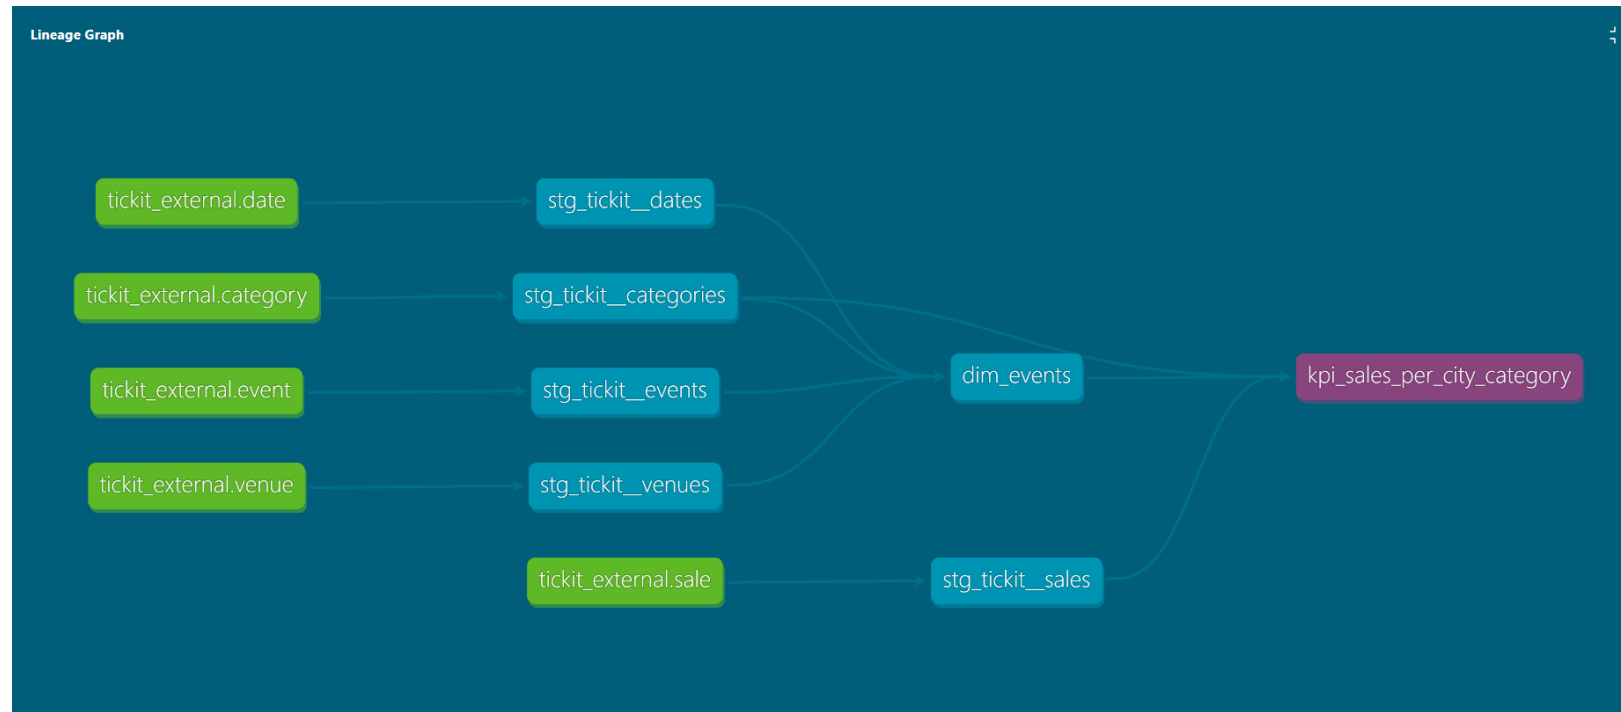 Lineage Graph
tickit_external.date
stg_tickit__dates
tickit_external.category
stg_tickit__categories
tickit_external.event
stg_tickit__events
dim_events
kpi_sales_per_city_category
tickit_external.venue
stg_tickit__venues
tickit_external.sale
stg_tickit__sales